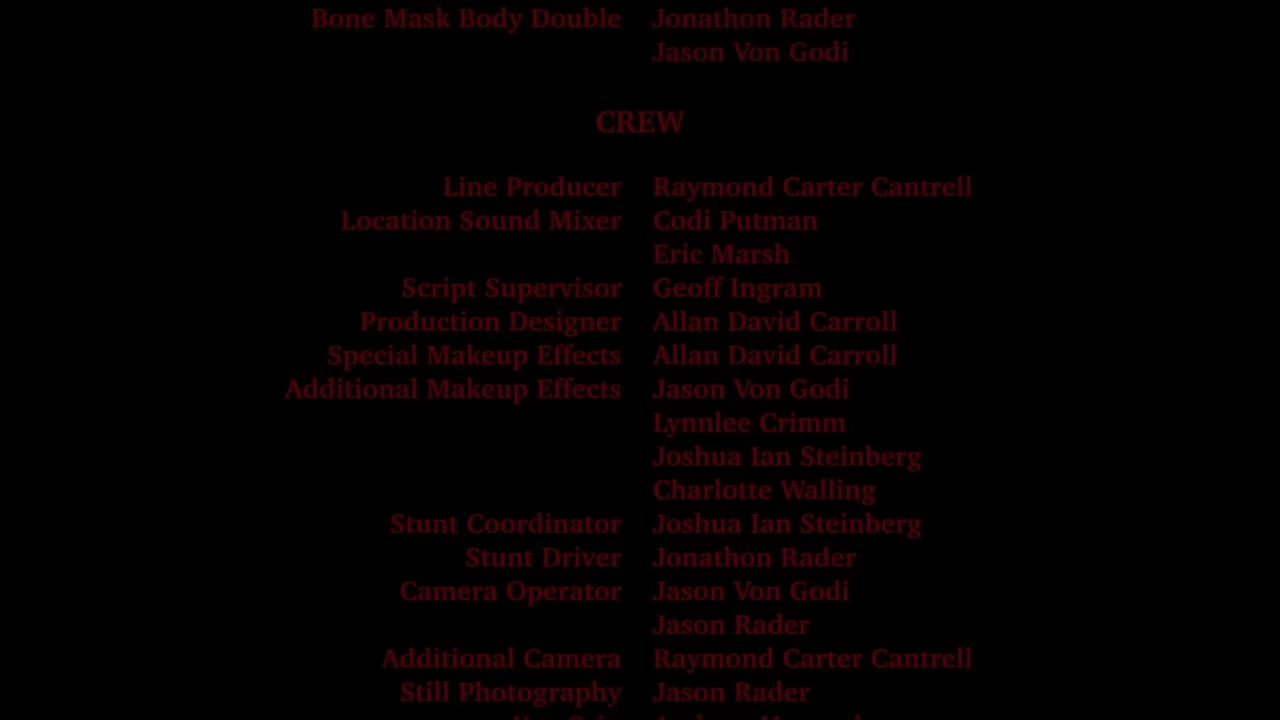 Bone Mask Body Double Jonathon Rader
Jason Von Godi
CREW
Line Producer Raymond Carter Cantrell
Location Sound Mixer Codi Putman
Eric Marsh
Script Supervisor Geoff Ingram
Production Designer Allan David Carroll
Special Makeup Effects Allan David Carroll
Additional Makeup Effects Jason Von Godi
Lynnlee Crimm
Joshua Ian Steinberg
Charlotte Walling
Stunt Coordinator Joshua Ian Steinberg
Stunt Driver Jonathon Rader
Camera Operator Jason Von Godi
Jason Rader
Additional Camera Raymond Carter Cantrell
Still Photography Jason Rader